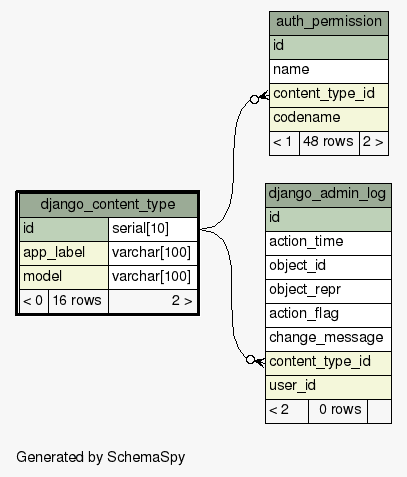 auth_permission
id
name
content_type_id
codename
< 1 48 rows 2 >
django_content_type
id serial[10]
app_label varchar[100]
model varchar[100]
< 0 16 rows 2 >
django_admin_log
id
action_time
object_id
object_repr
action_flag
change_message
content_type_id
user_id
< 2 0 rows
Generated by SchemaSpy